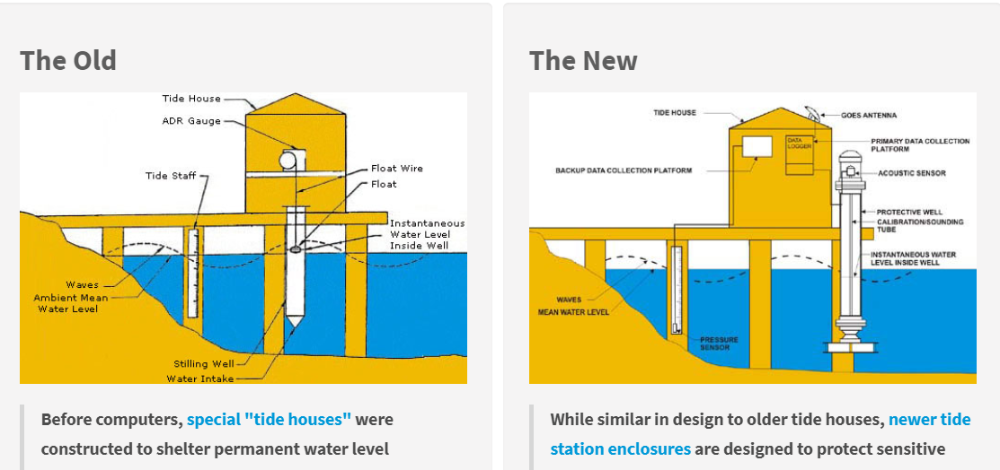 The Old
Tide House
ADR Gauge
Tide Staff
Float Wire
Float
Instantaneous
Water Level
Inside Well
Waves
Ambient Mean
Water Level
Stilling Well
Water Intake
Before computers, special "tide houses" were
constructed to shelter permanent water level
The New
TIDE HOUSE
GOES ANTENNA
DATA
LOGGER
PRIMARY DATA COLLECTION
PLATFORM
BACKUP DATA COLLECTION PLATFORM
ACOUSTIC SENSOR
PROTECTIVE WELL
CALIBRATION/SOUNDING
TUBE
INSTANTANEOUS WATER
LEVEL INSIDE WELL
WAVES
MEAN WATER LEVEL
PRESSURE
SENSOR
While similar in design to older tide houses, newer tide
station enclosures are designed to protect sensitive